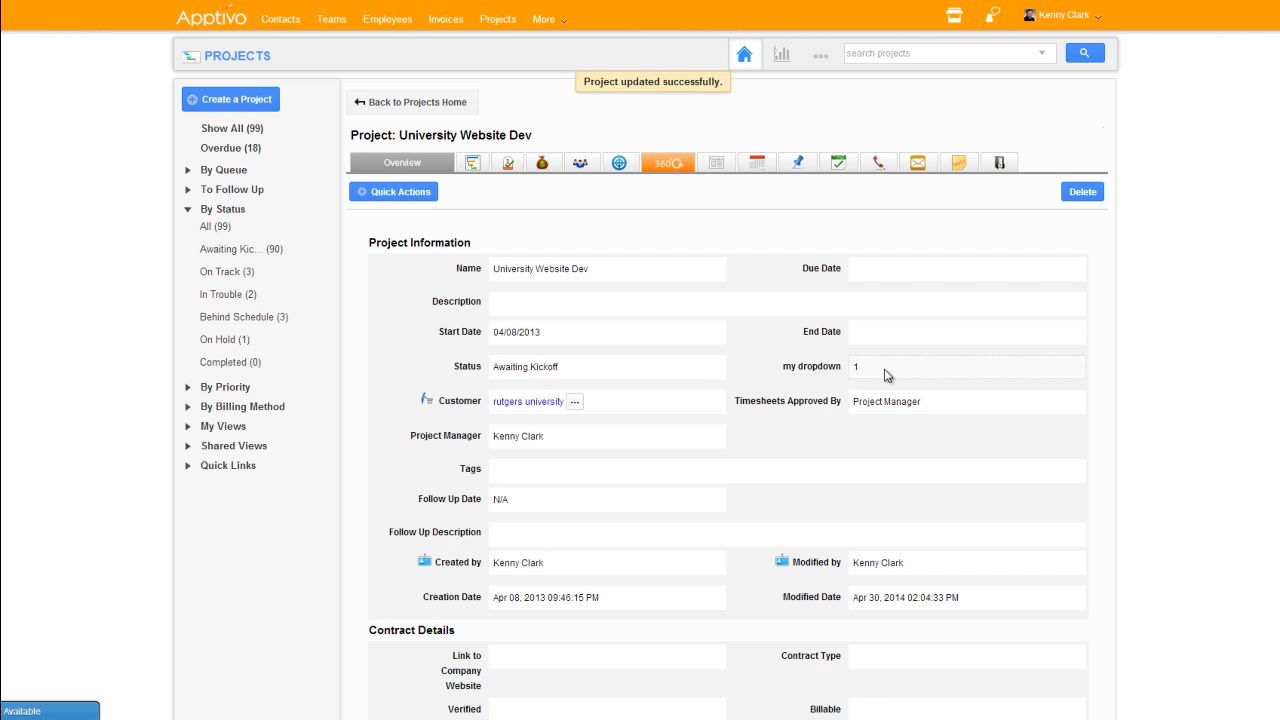 Apptivo Contacts Teams Employees Invoices Projects More Kenny Clark
PROJECTS search projects
Project updated successfully.
Create a Project
Show All (99)
Overdue (18)
By Queue
To Follow Up
By Status
All (99)
Awaiting Kic... (90)
On Track (3)
In Trouble (2)
Behind Schedule (3)
On Hold (1)
Completed (0)
By Priority
By Billing Method
My Views
Shared Views
Quick Links
Back to Projects Home
Project: University Website Dev
Overview 360
Quick Actions Delete
Project Information
Name University Website Dev Due Date
Description
Start Date 04/08/2013 End Date
Status Awaiting Kickoff my dropdown 1
Customer rutgers university ... Timesheets Approved By Project Manager
Project Manager Kenny Clark
Tags
Follow Up Date N/A
Follow Up Description
Created by Kenny Clark Modified by Kenny Clark
Creation Date Apr 08, 2013 09:46:15 PM Modified Date Apr 30, 2014 02:04:33 PM
Contract Details
Link to Contract Type
Company
Website
Verified Billable
Available